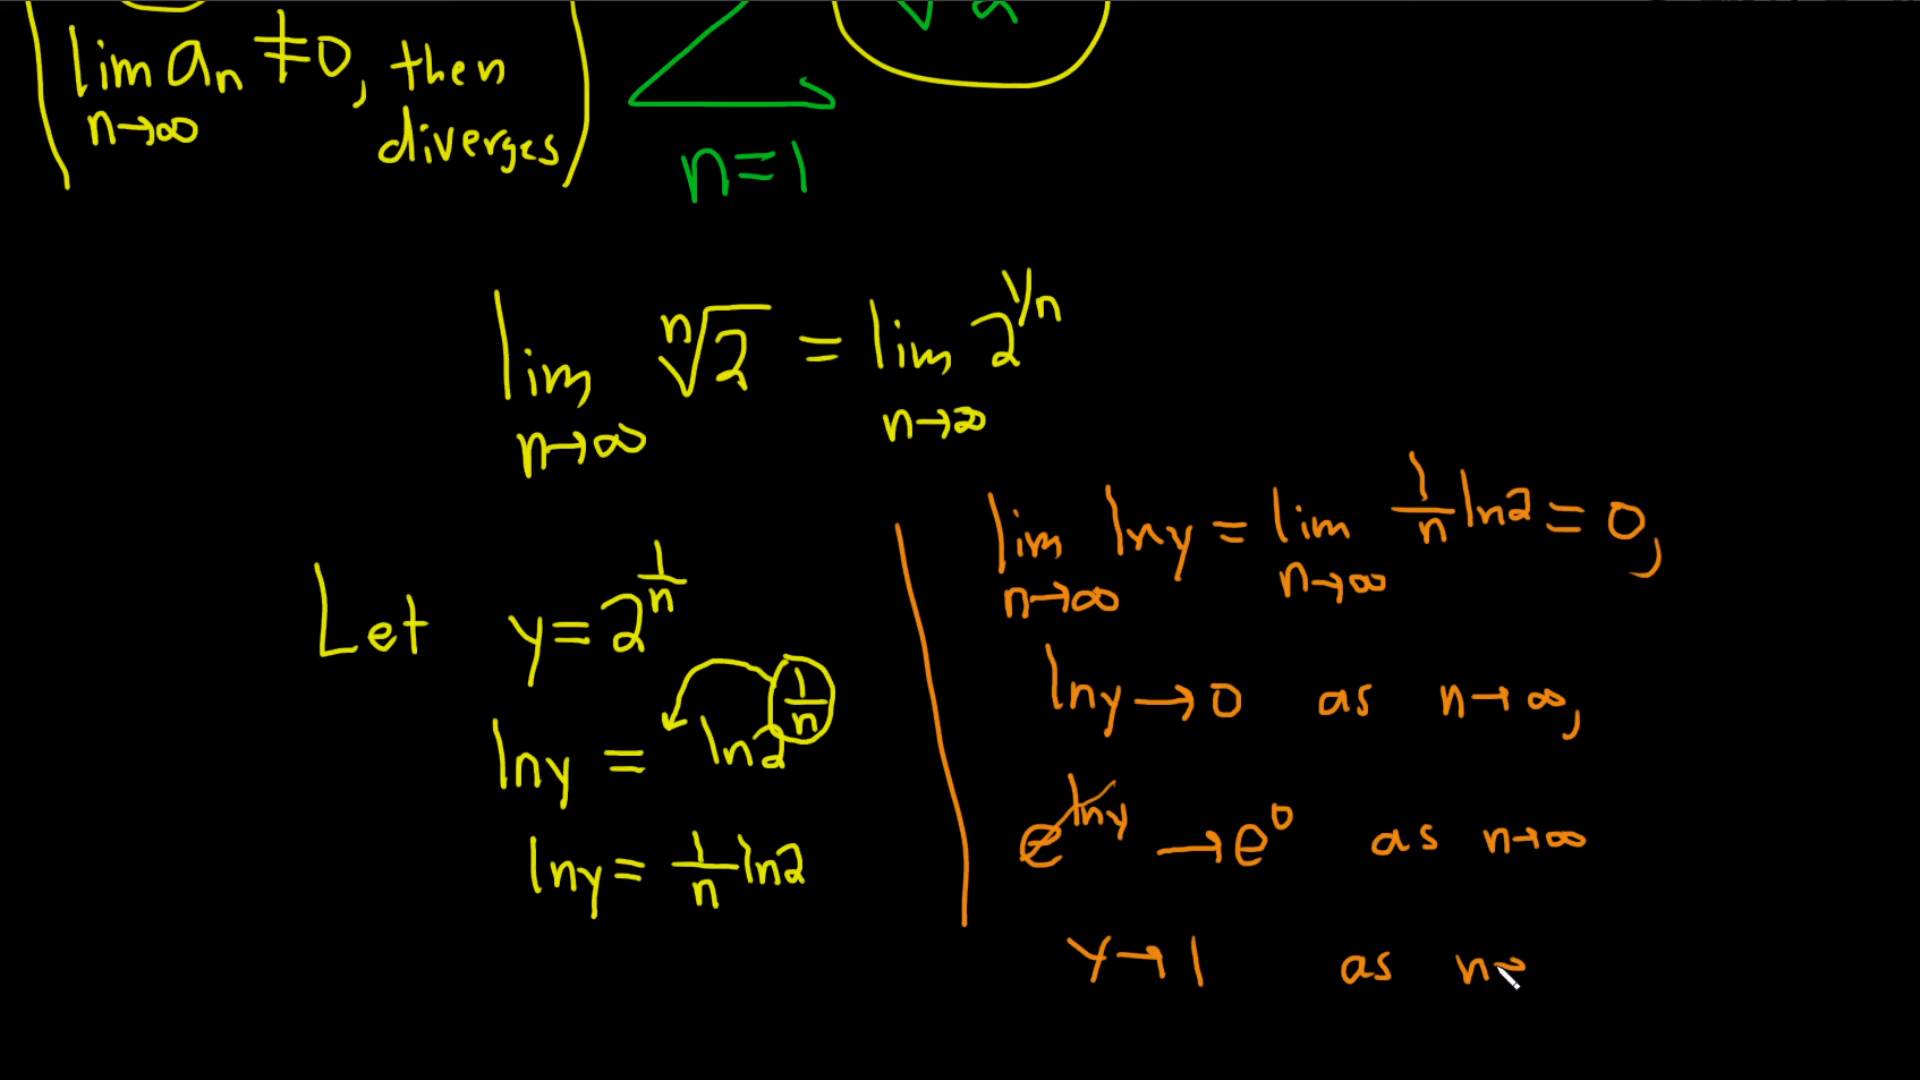 lim aₙ ≠ 0, then
n→∞ diverges
n=1
lim ⁿ√2 = lim 2^(1/n)
n→∞ n→∞
Let y = 2^(1/n)
ln y = ln 2^(1/n)
ln y = 1/n ln 2
lim ln y = lim 1/n ln 2 = 0,
n→∞ n→∞
ln y → 0 as n→∞,
e^(ln y) → e^0 as n→∞
y → 1 as n